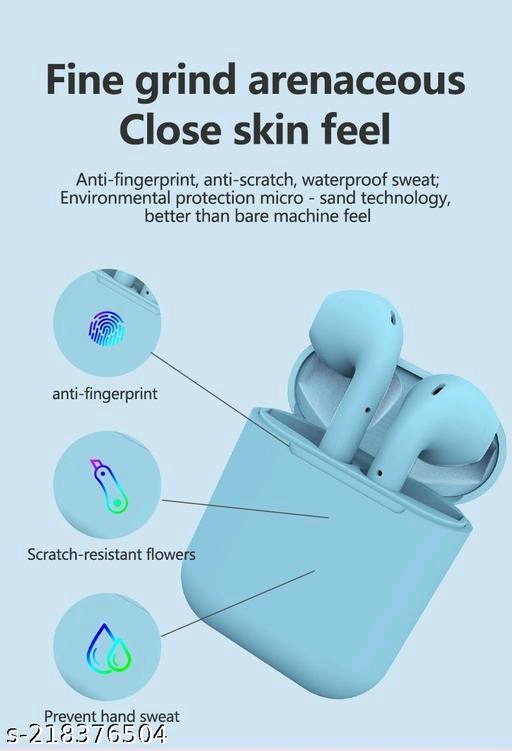 Fine grind arenaceous
Close skin feel
Anti-fingerprint, anti-scratch, waterproof sweat;
Environmental protection micro - sand technology,
better than bare machine feel
anti-fingerprint
Scratch-resistant flowers
Prevent hand sweat
s-218376504